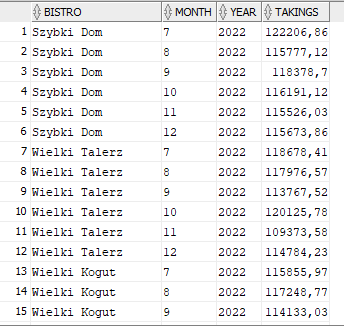 BISTRO MONTH YEAR TAKINGS
1 Szybki Dom 7 2022 122206,86
2 Szybki Dom 8 2022 115777,12
3 Szybki Dom 9 2022 118378,7
4 Szybki Dom 10 2022 116191,12
5 Szybki Dom 11 2022 115526,03
6 Szybki Dom 12 2022 115673,86
7 Wielki Talerz 7 2022 118678,41
8 Wielki Talerz 8 2022 117976,57
9 Wielki Talerz 9 2022 113767,52
10 Wielki Talerz 10 2022 120125,78
11 Wielki Talerz 11 2022 109373,58
12 Wielki Talerz 12 2022 114784,23
13 Wielki Kogut 7 2022 115855,97
14 Wielki Kogut 8 2022 117248,77
15 Wielki Kogut 9 2022 114133,03